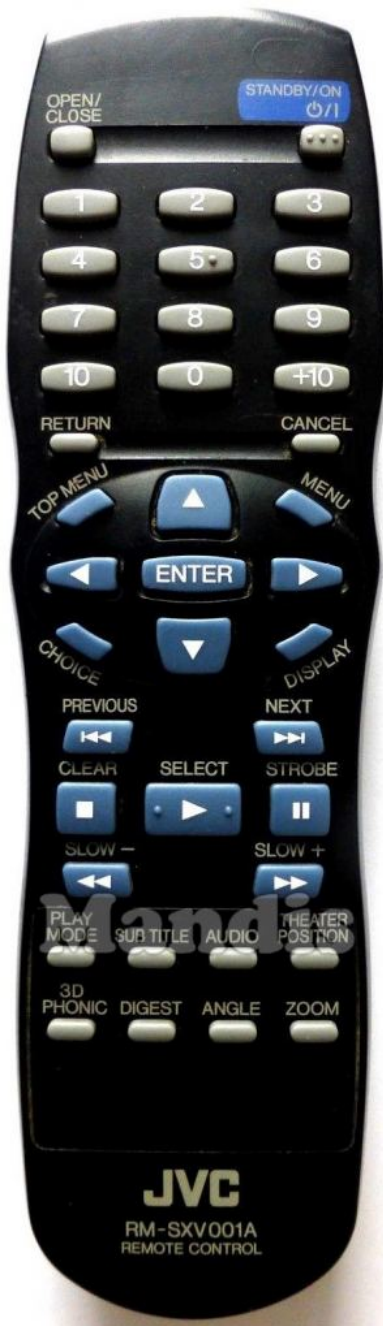 STANDBY/ON
⏻/I
OPEN/
CLOSE
1 2 3
4 5 6
7 8 9
10 0 +10
RETURN CANCEL
TOP MENU MENU
ENTER
CHOICE DISPLAY
PREVIOUS NEXT
CLEAR SELECT STROBE
SLOW – SLOW +
Mandis
PLAY
MODE SUB TITLE AUDIO THEATER
POSITION
3D
PHONIC DIGEST ANGLE ZOOM
JVC
RM-SXV001A
REMOTE CONTROL